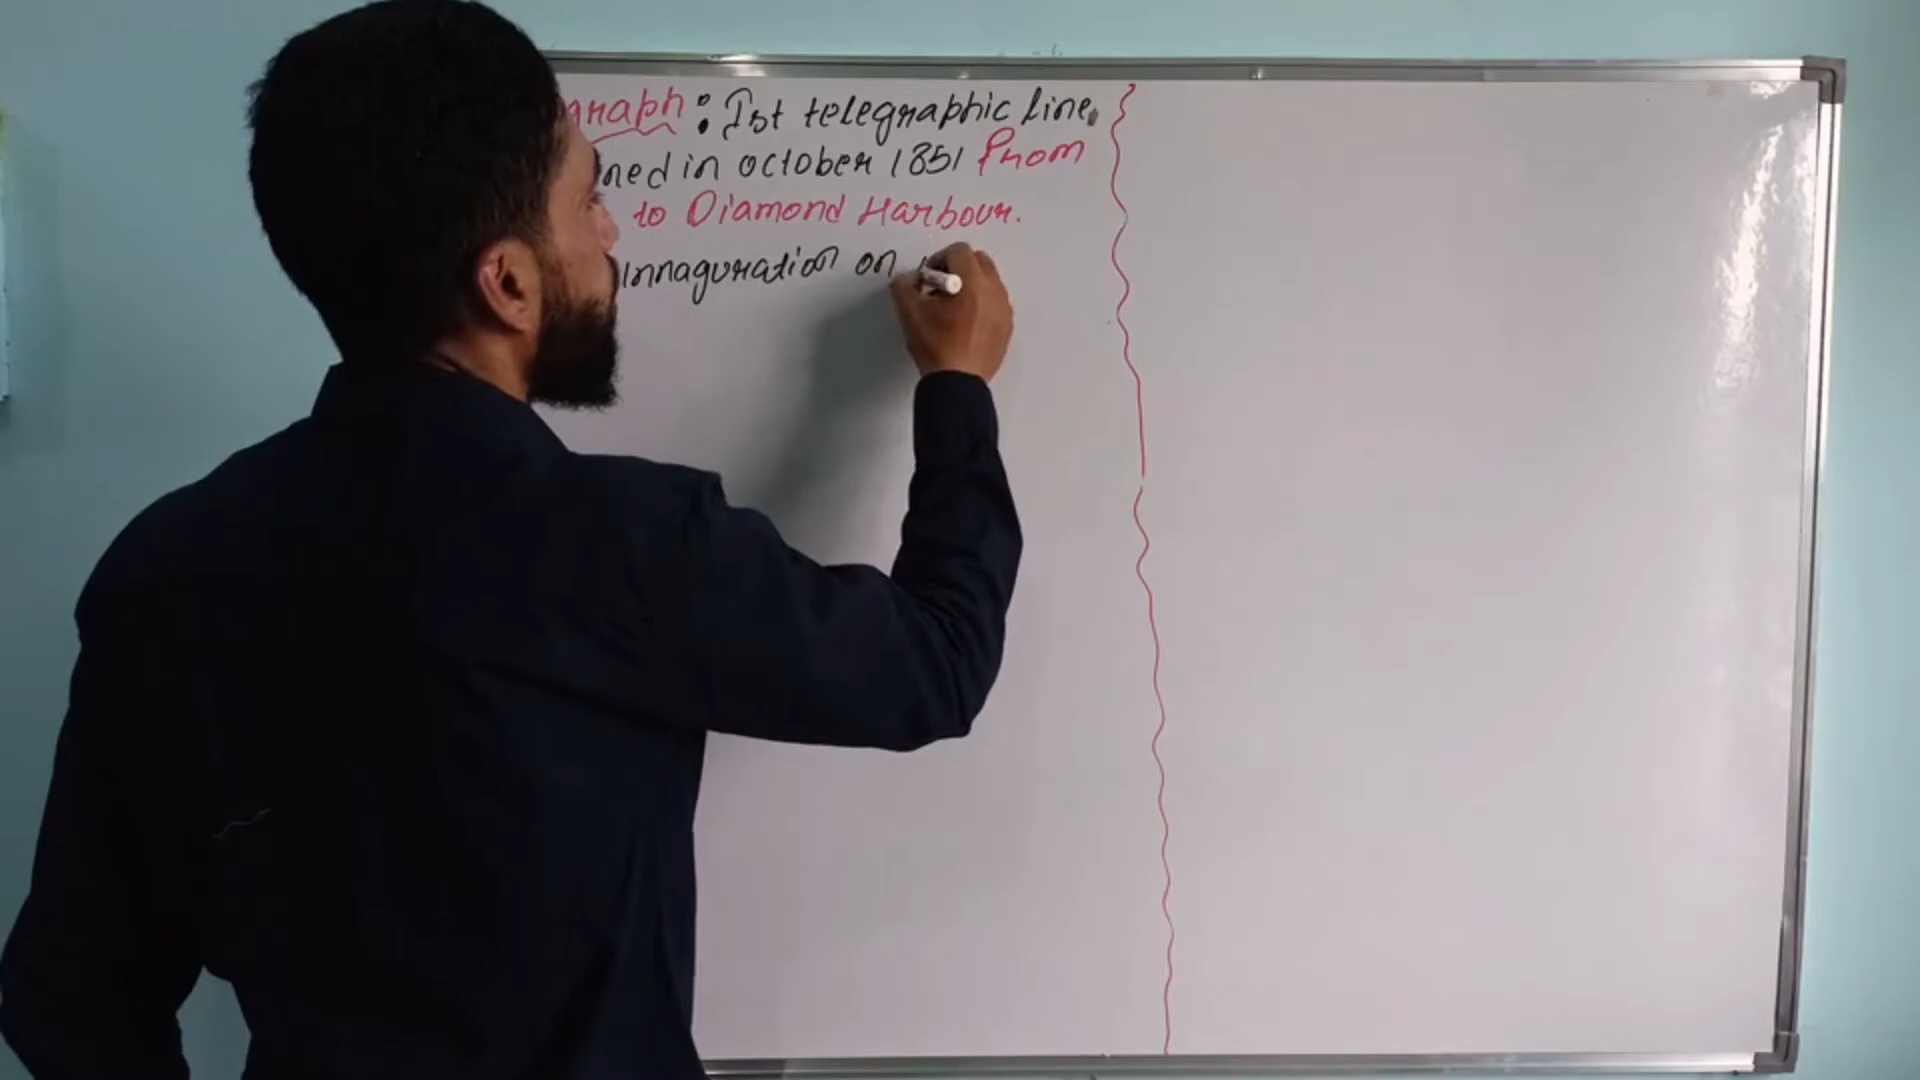 graph : Ist telegraphic line
ned in october 1851 From
to Diamond Harbour.
Innaguration on